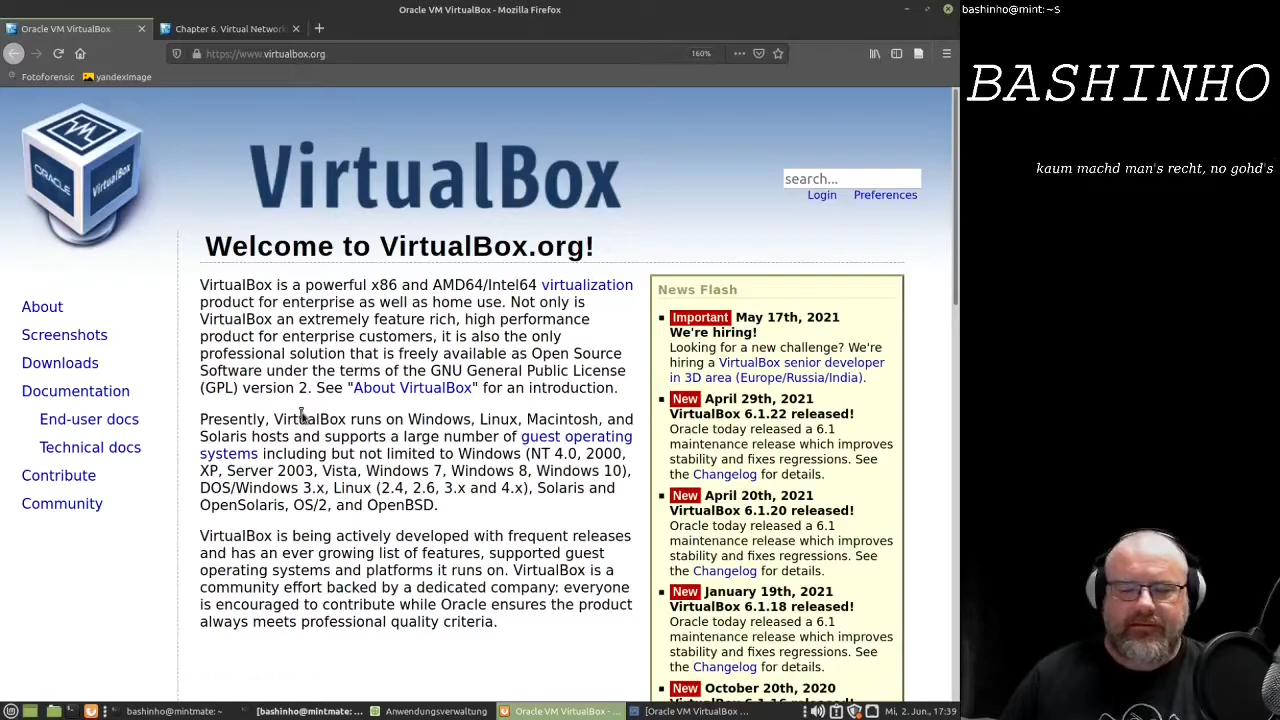 Oracle VM VirtualBox - Mozilla Firefox
Oracle VM VirtualBox
Chapter 6. Virtual Network
https://www.virtualbox.org
160%
Fotoforensic
yandexImage
ORACLE
VirtualBox
VirtualBox
search...
Login Preferences
Welcome to VirtualBox.org!
About
Screenshots
Downloads
Documentation
End-user docs
Technical docs
Contribute
Community
VirtualBox is a powerful x86 and AMD64/Intel64 virtualization
product for enterprise as well as home use. Not only is
VirtualBox an extremely feature rich, high performance
product for enterprise customers, it is also the only
professional solution that is freely available as Open Source
Software under the terms of the GNU General Public License
(GPL) version 2. See "About VirtualBox" for an introduction.
Presently, VirtualBox runs on Windows, Linux, Macintosh, and
Solaris hosts and supports a large number of guest operating
systems including but not limited to Windows (NT 4.0, 2000,
XP, Server 2003, Vista, Windows 7, Windows 8, Windows 10),
DOS/Windows 3.x, Linux (2.4, 2.6, 3.x and 4.x), Solaris and
OpenSolaris, OS/2, and OpenBSD.
VirtualBox is being actively developed with frequent releases
and has an ever growing list of features, supported guest
operating systems and platforms it runs on. VirtualBox is a
community effort backed by a dedicated company: everyone
is encouraged to contribute while Oracle ensures the product
always meets professional quality criteria.
News Flash
Important May 17th, 2021
We're hiring!
Looking for a new challenge? We're
hiring a VirtualBox senior developer
in 3D area (Europe/Russia/India).
New April 29th, 2021
VirtualBox 6.1.22 released!
Oracle today released a 6.1
maintenance release which improves
stability and fixes regressions. See
the Changelog for details.
New April 20th, 2021
VirtualBox 6.1.20 released!
Oracle today released a 6.1
maintenance release which improves
stability and fixes regressions. See
the Changelog for details.
New January 19th, 2021
VirtualBox 6.1.18 released!
Oracle today released a 6.1
maintenance release which improves
stability and fixes regressions. See
the Changelog for details.
New October 20th, 2020
VirtualBox 6.1.16 released!
bashinho@mint:~$
BASHINHO
kaum machd man's recht, no gohd's
bashinho@mintmate: ~
[bashinho@mintmate:...
Anwendungsverwaltung
Oracle VM VirtualBox - ...
[Oracle VM VirtualBox ...
Mi, 2. Jun., 17:39